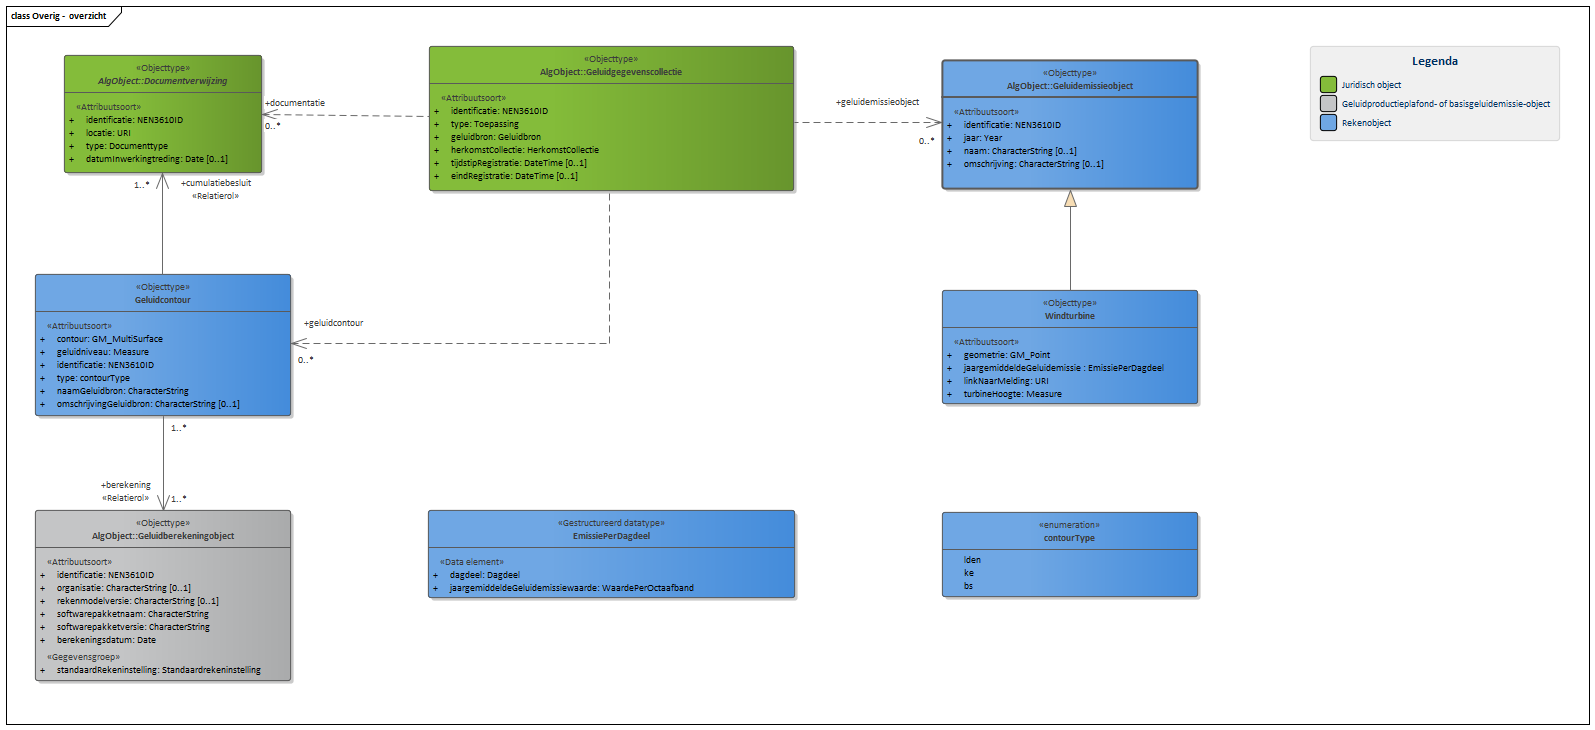 class Overig - overzicht
«Objecttype»
AlgObject::Documentverwijzing
«Attribuutsoort»
+ identificatie: NEN3610ID
+ locatie: URI
+ type: Documenttype
+ datumInwerkingtreding: Date [0..1]
+documentatie
0..*
«Objecttype»
AlgObject::Geluidgegevenscollectie
«Attribuutsoort»
+ identificatie: NEN3610ID
+ type: Toepassing
+ geluidbron: Geluidbron
+ herkomstCollectie: HerkomstCollectie
+ tijdstipRegistratie: DateTime [0..1]
+ eindRegistratie: DateTime [0..1]
+geluidemissieobject
0..*
«Objecttype»
AlgObject::Geluidemissieobject
«Attribuutsoort»
+ identificatie: NEN3610ID
+ jaar: Year
+ naam: CharacterString [0..1]
+ omschrijving: CharacterString [0..1]
Legenda
Juridisch object
Geluidproductieplafond- of basisgeluidemissie-object
Rekenobject
1..*
+cumulatiebesluit
«Relatierol»
«Objecttype»
Geluidcontour
«Attribuutsoort»
+ contour: GM_MultiSurface
+ geluidniveau: Measure
+ identificatie: NEN3610ID
+ type: contourType
+ naamGeluidbron: CharacterString
+ omschrijvingGeluidbron: CharacterString [0..1]
+geluidcontour
0..*
«Objecttype»
Windturbine
«Attribuutsoort»
+ geometrie: GM_Point
+ jaargemiddeldeGeluidemissie : EmissiePerDagdeel
+ linkNaarMelding: URI
+ turbineHoogte: Measure
1..*
+berekening
«Relatierol»
1..*
«Objecttype»
AlgObject::Geluidberekeningobject
«Attribuutsoort»
+ identificatie: NEN3610ID
+ organisatie: CharacterString [0..1]
+ rekenmodelversie: CharacterString [0..1]
+ softwarepakketnaam: CharacterString
+ softwarepakketversie: CharacterString
+ berekeningsdatum: Date
«Gegevensgroep»
+ standaardRekeninstelling: Standaardrekeninstelling
«Gestructureerd datatype»
EmissiePerDagdeel
«Data element»
+ dagdeel: Dagdeel
+ jaargemiddeldeGeluidemissiewaarde: WaardePerOctaafband
«enumeration»
contourType
lden
ke
bs